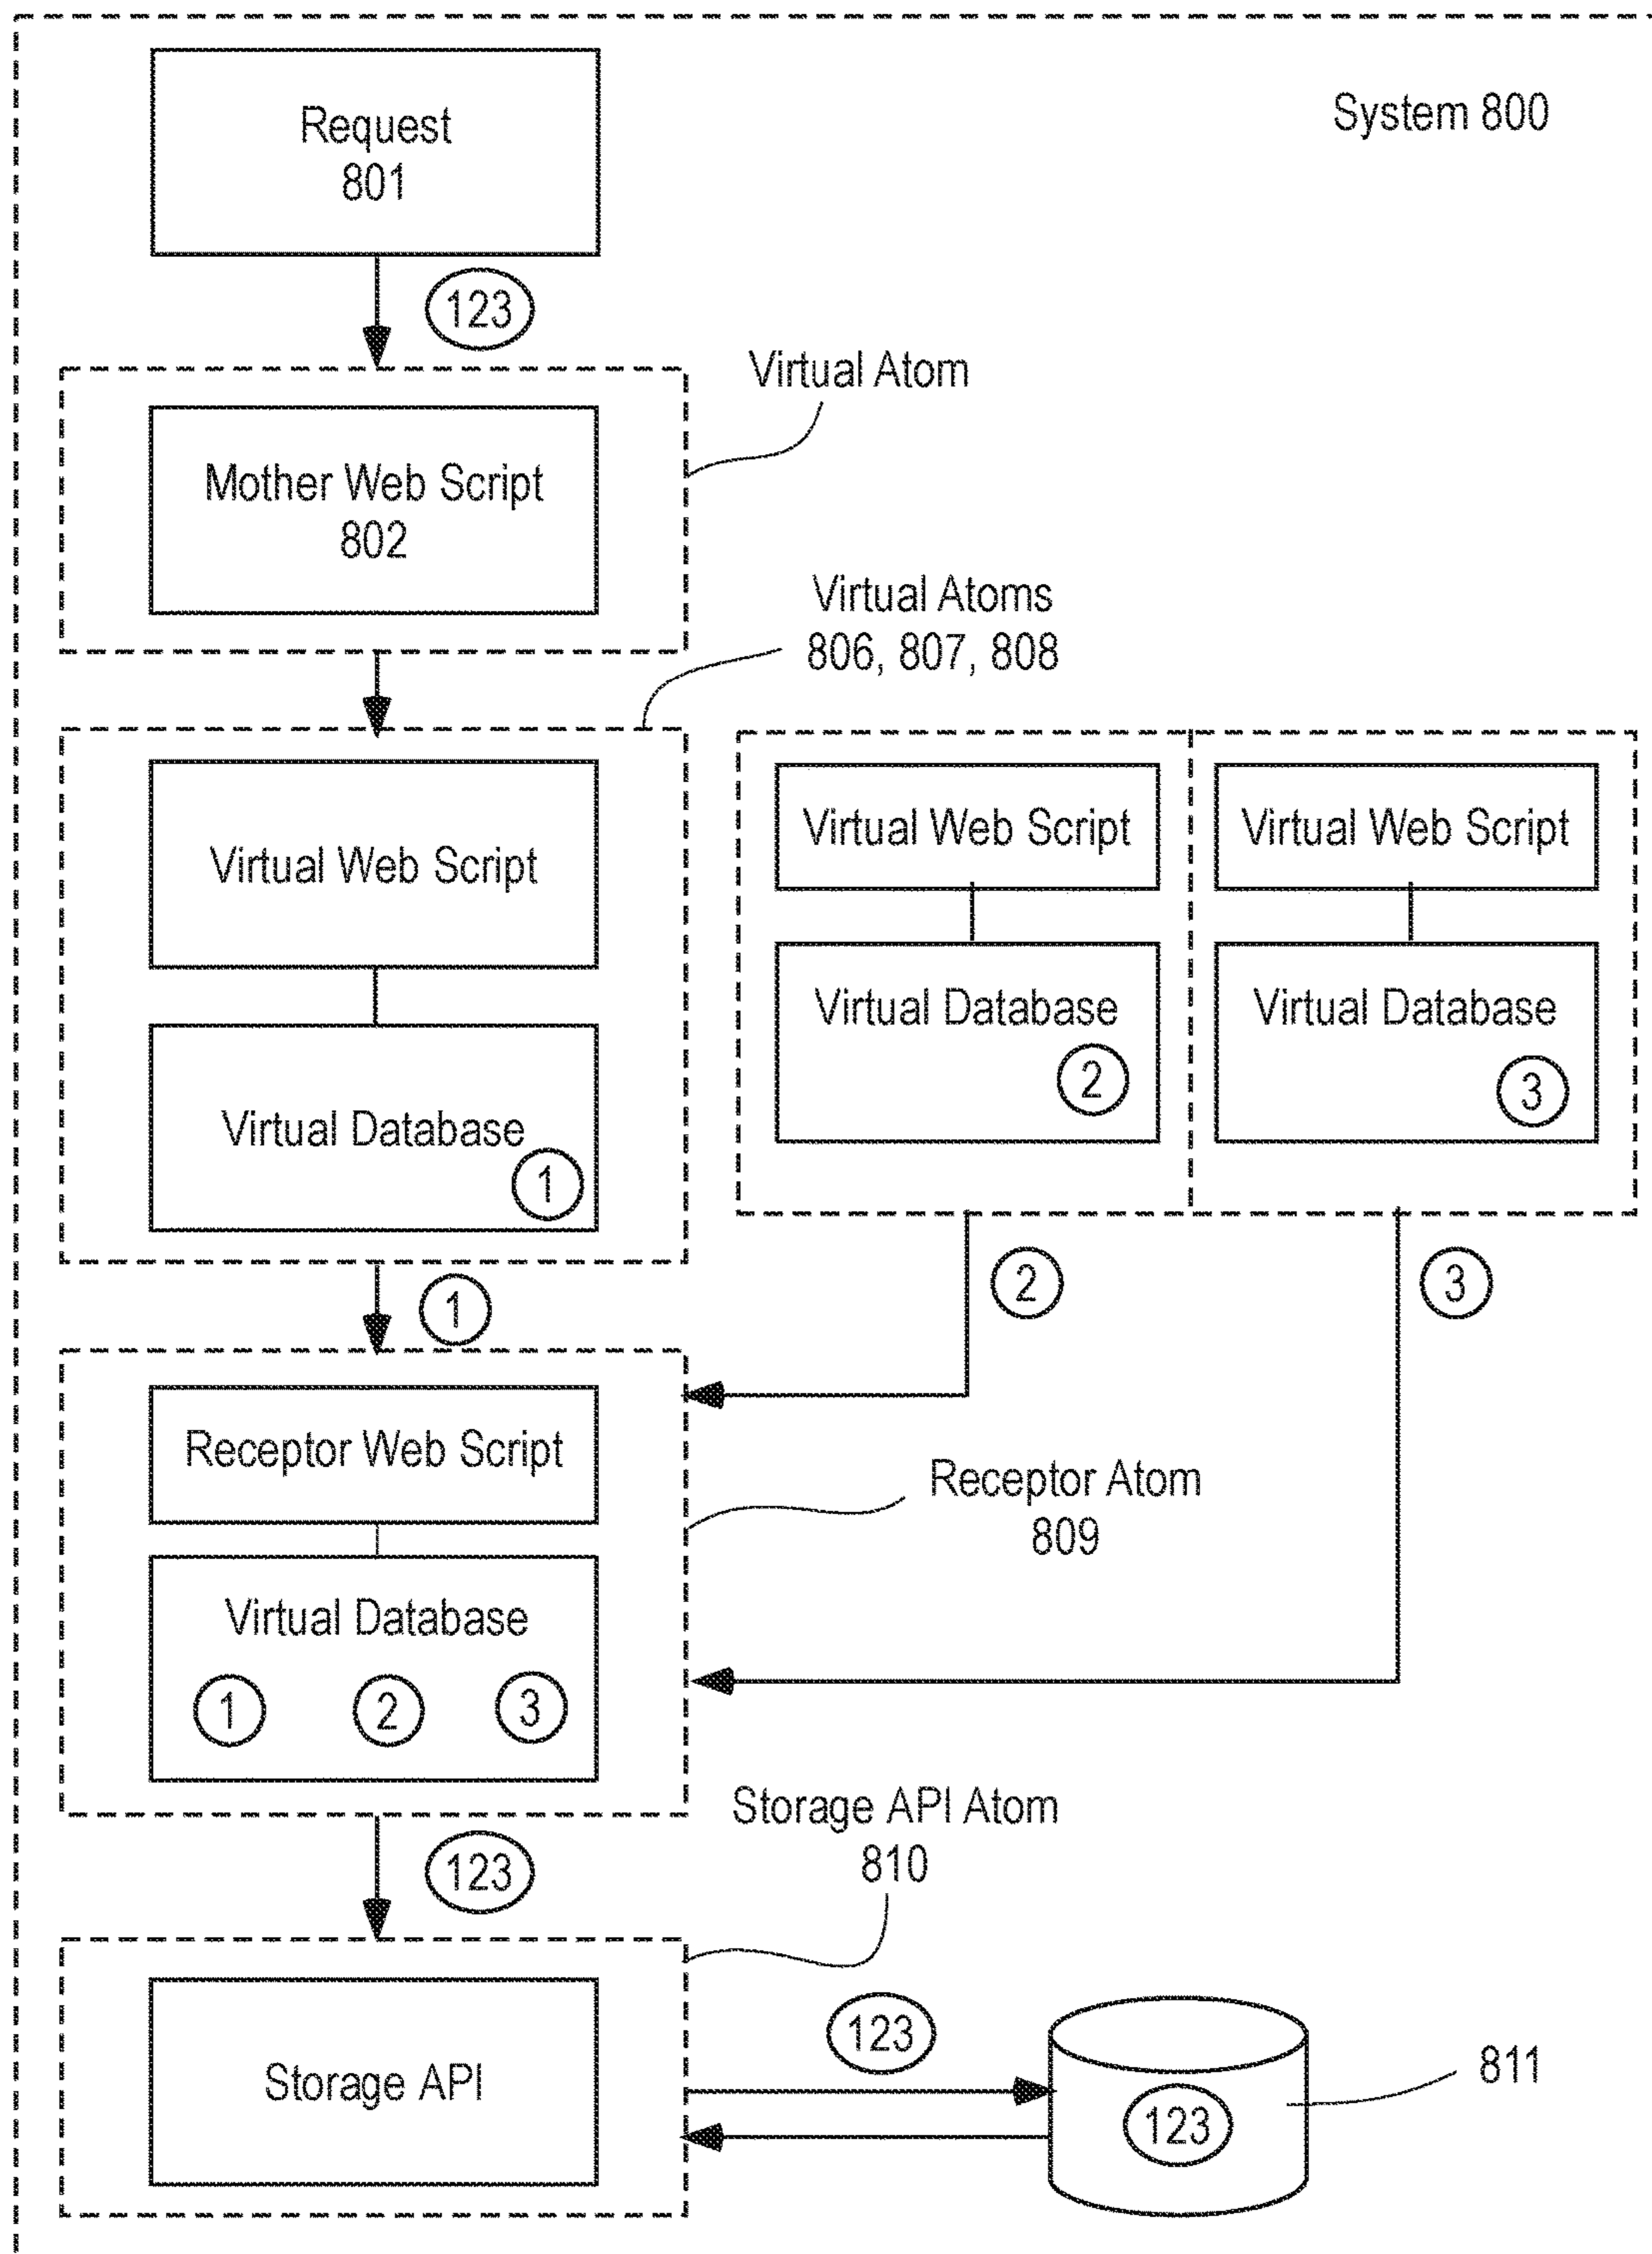 System 800
Request
801
123
Virtual Atom
Mother Web Script
802
Virtual Atoms
806, 807, 808
Virtual Web Script
Virtual Database
1
Virtual Web Script
Virtual Database
2
Virtual Web Script
Virtual Database
3
1
2
3
Receptor Web Script
Receptor Atom
809
Virtual Database
1 2 3
Storage API Atom
810
123
Storage API
123
123
811